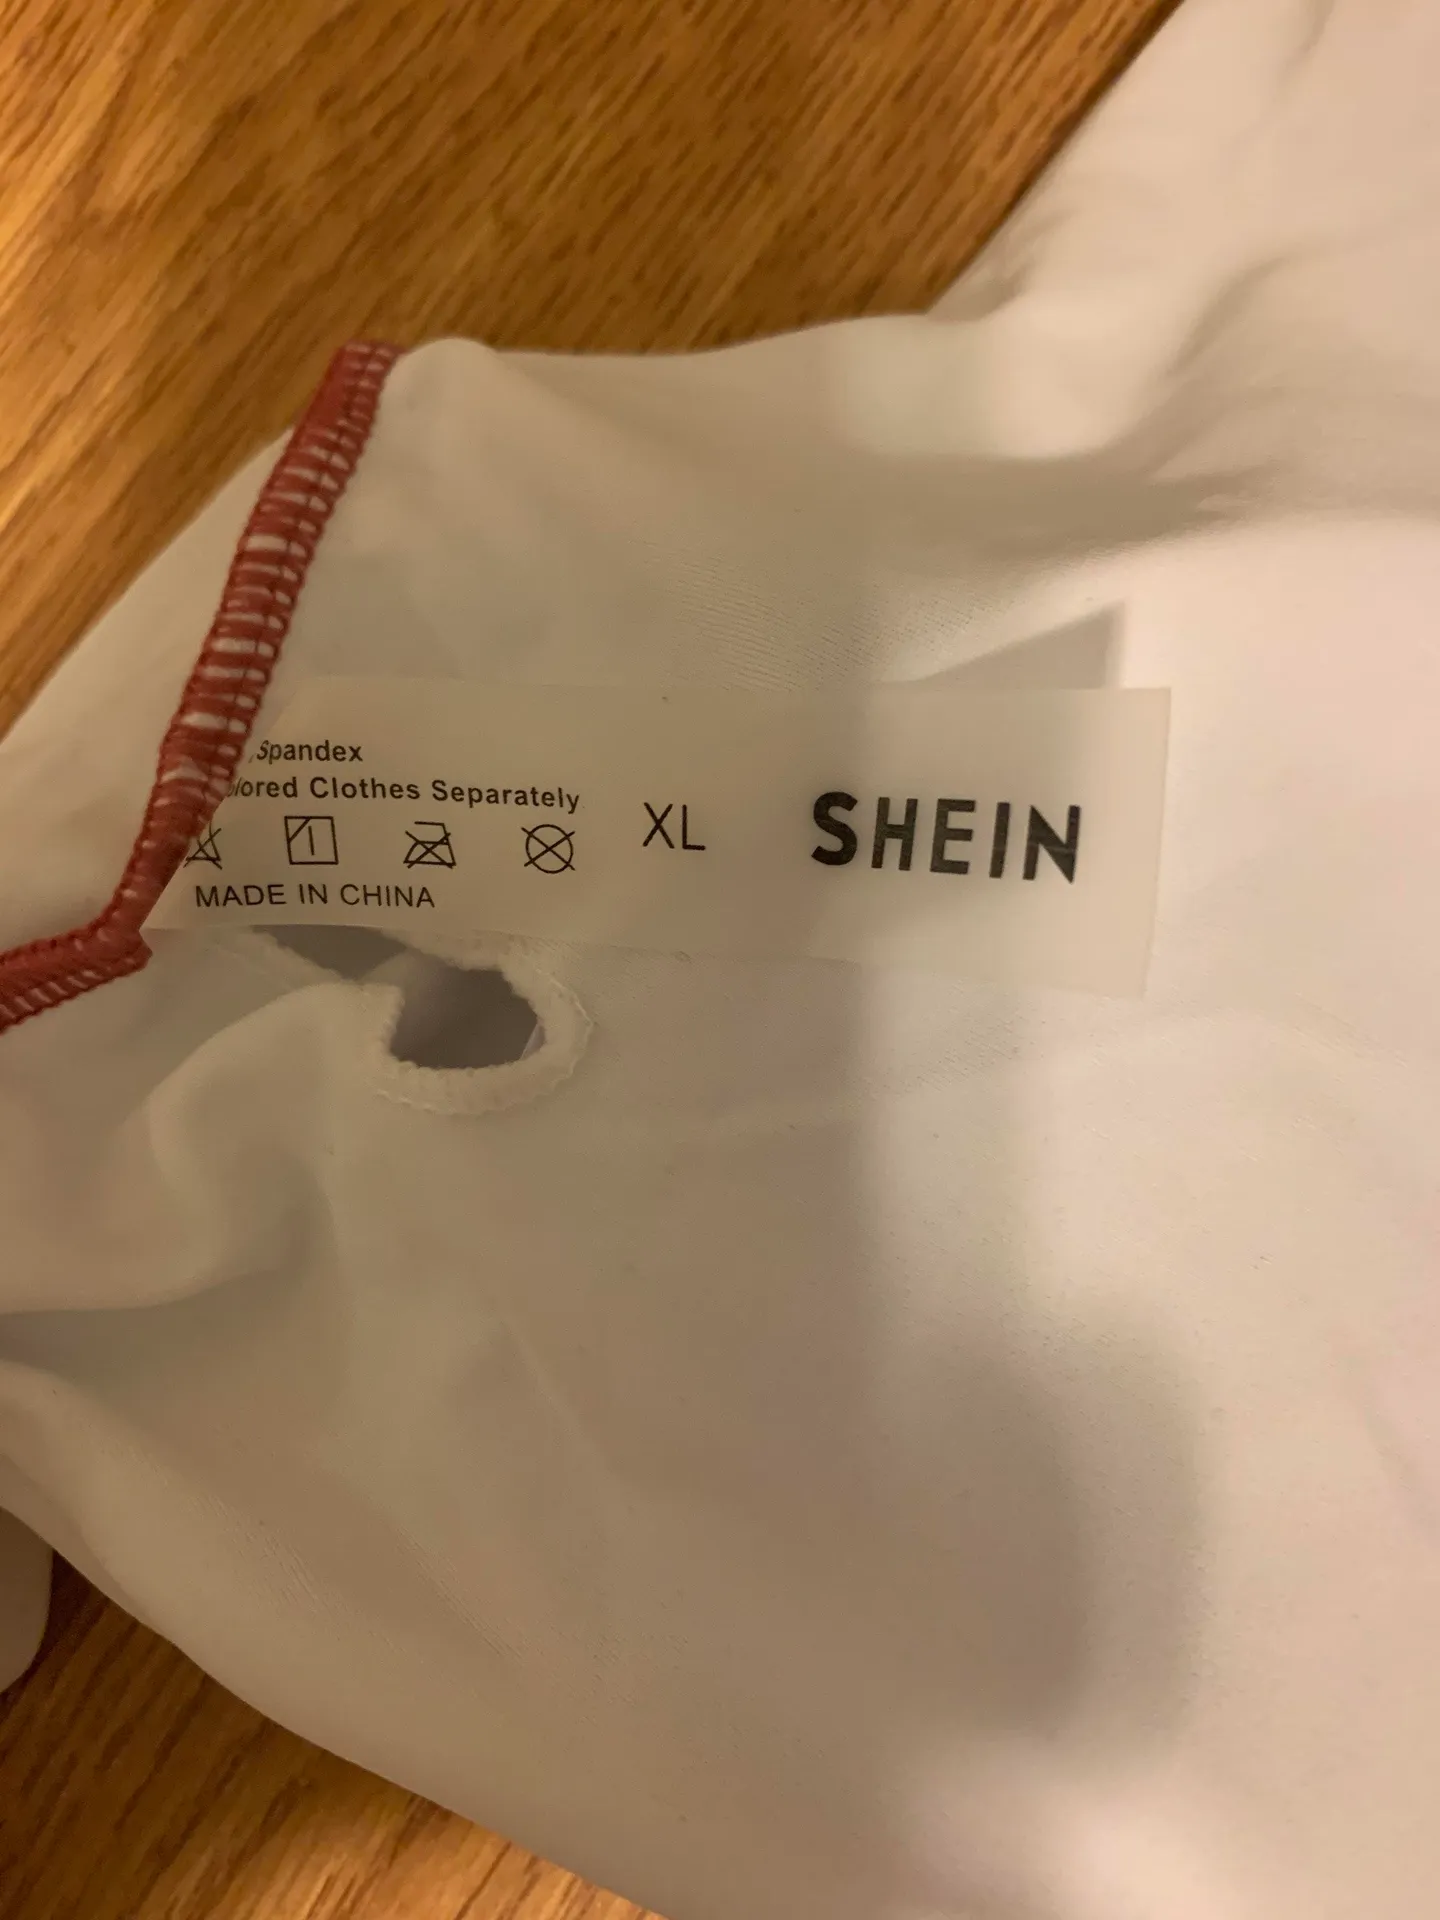 Spandex
Clothes Separately
XL
SHEIN
MADE IN CHINA